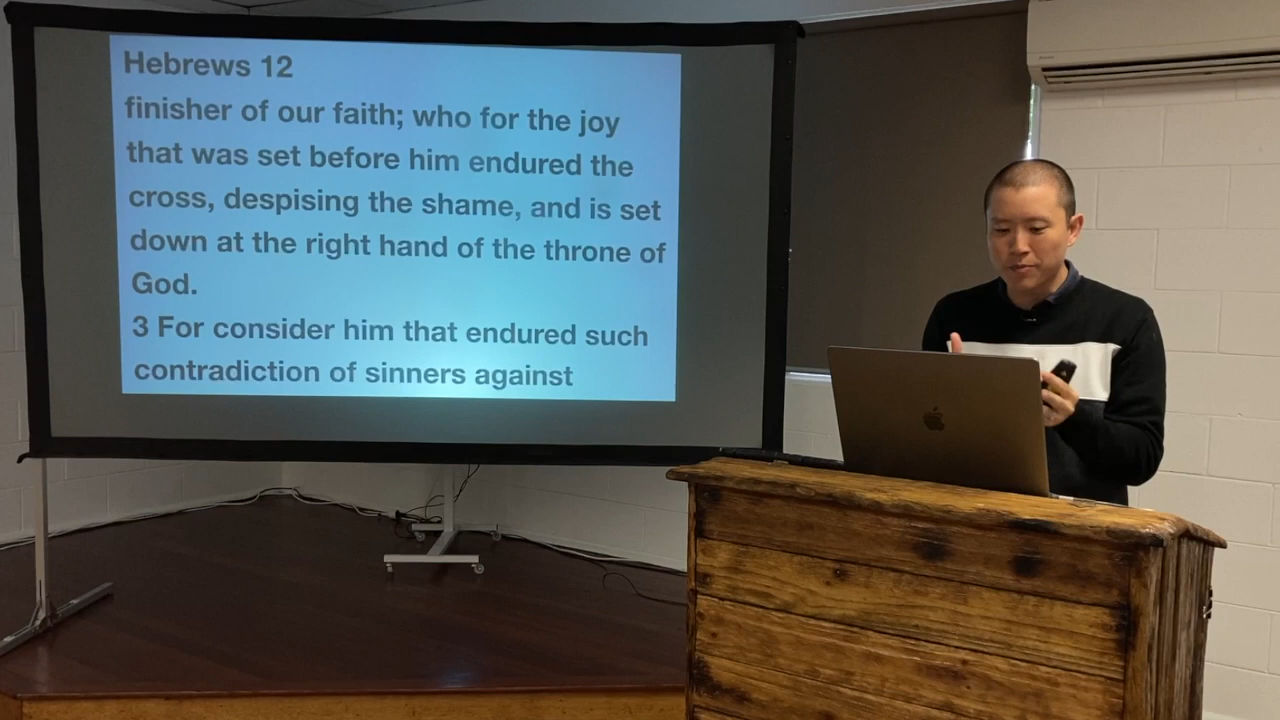 Hebrews 12
finisher of our faith; who for the joy
that was set before him endured the
cross, despising the shame, and is set
down at the right hand of the throne of
God.
3 For consider him that endured such
contradiction of sinners against